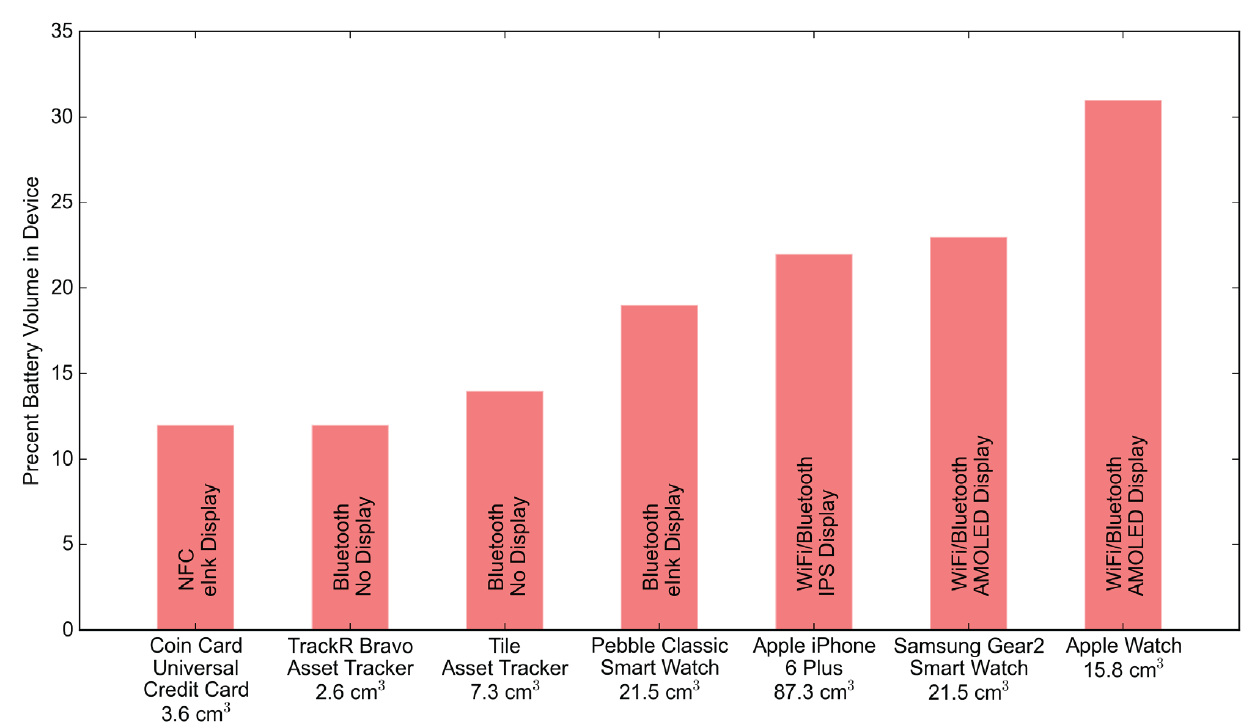 35
30
25
20
15
10
5
0
Precent Battery Volume in Device
NFC
eInk Display
Bluetooth
No Display
Bluetooth
No Display
Bluetooth
eInk Display
WiFi/Bluetooth
IPS Display
WiFi/Bluetooth
AMOLED Display
WiFi/Bluetooth
AMOLED Display
Coin Card
Universal
Credit Card
3.6 cm³
TrackR Bravo
Asset Tracker
2.6 cm³
Tile
Asset Tracker
7.3 cm³
Pebble Classic
Smart Watch
21.5 cm³
Apple iPhone
6 Plus
87.3 cm³
Samsung Gear2
Smart Watch
21.5 cm³
Apple Watch
15.8 cm³